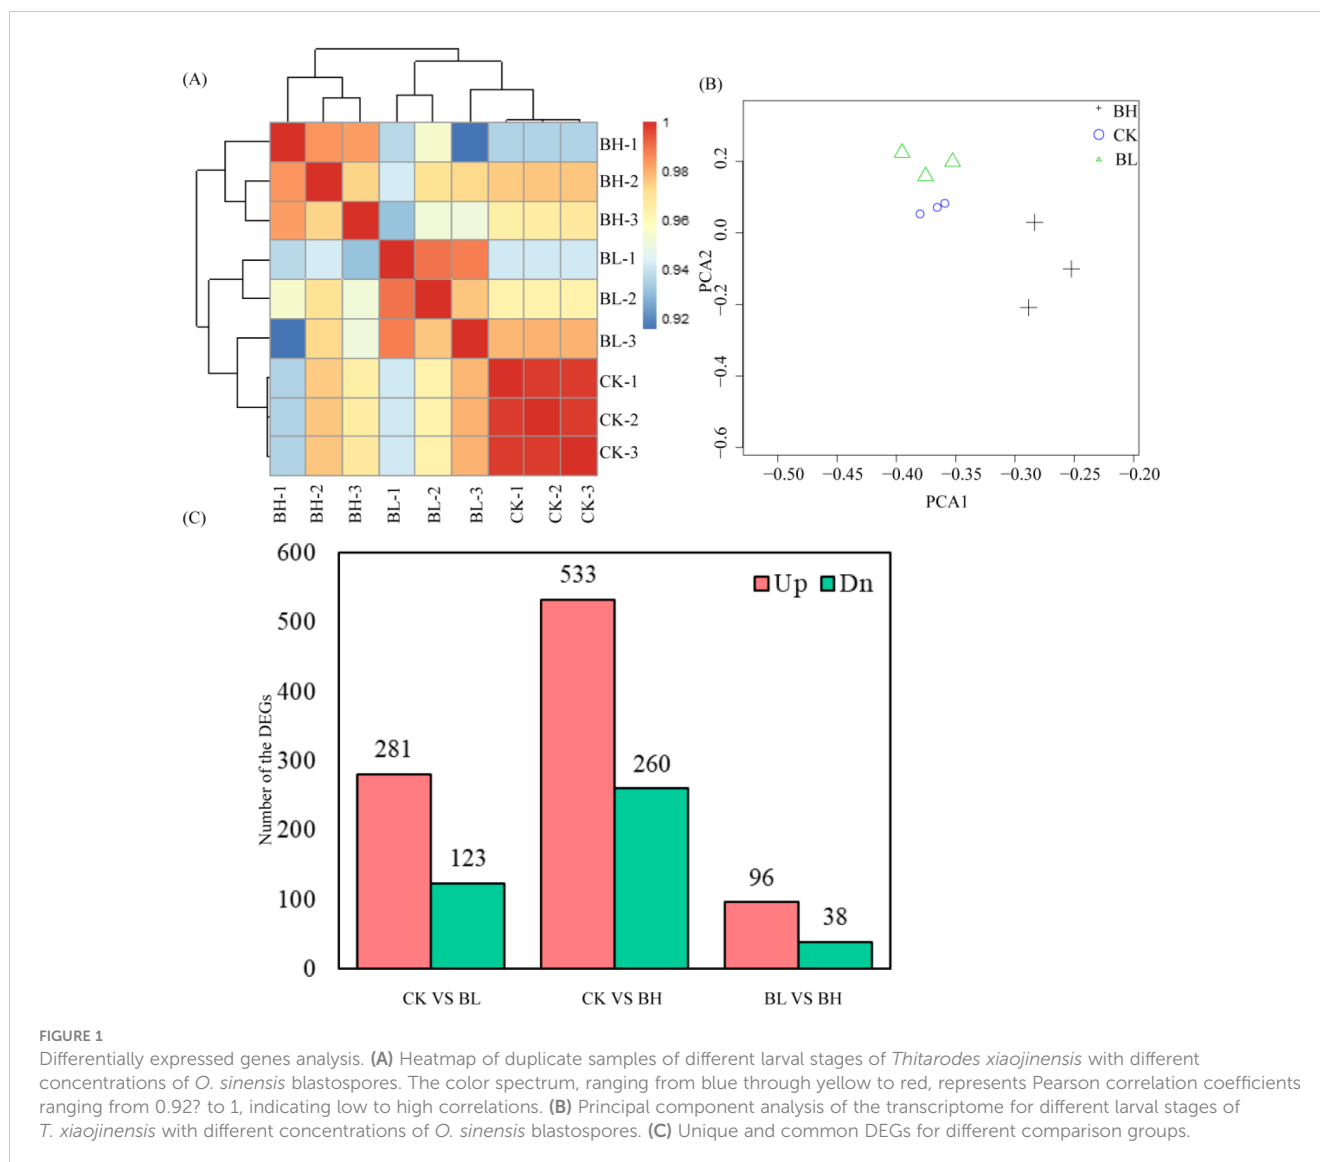 (A)
1
0.98
0.96
0.94
0.92
BH-1
BH-2
BH-3
BL-1
BL-2
BL-3
CK-1
CK-2
CK-3
BH-1
BH-2
BH-3
BL-1
BL-2
BL-3
CK-1
CK-2
CK-3
(B)
BH
CK
BL
PCA2
0.2
0.0
−0.2
−0.4
−0.6
−0.50
−0.45
−0.40
−0.35
−0.30
−0.25
−0.20
PCA1
(C)
Number of the DEGs
600
500
400
300
200
100
0
Up
Dn
281
123
533
260
96
38
CK VS BL
CK VS BH
BL VS BH
FIGURE 1
Differentially expressed genes analysis. (A) Heatmap of duplicate samples of different larval stages of Thitarodes xiaojinensis with different
concentrations of O. sinensis blastospores. The color spectrum, ranging from blue through yellow to red, represents Pearson correlation coefficients
ranging from 0.92? to 1, indicating low to high correlations. (B) Principal component analysis of the transcriptome for different larval stages of
T. xiaojinensis with different concentrations of O. sinensis blastospores. (C) Unique and common DEGs for different comparison groups.